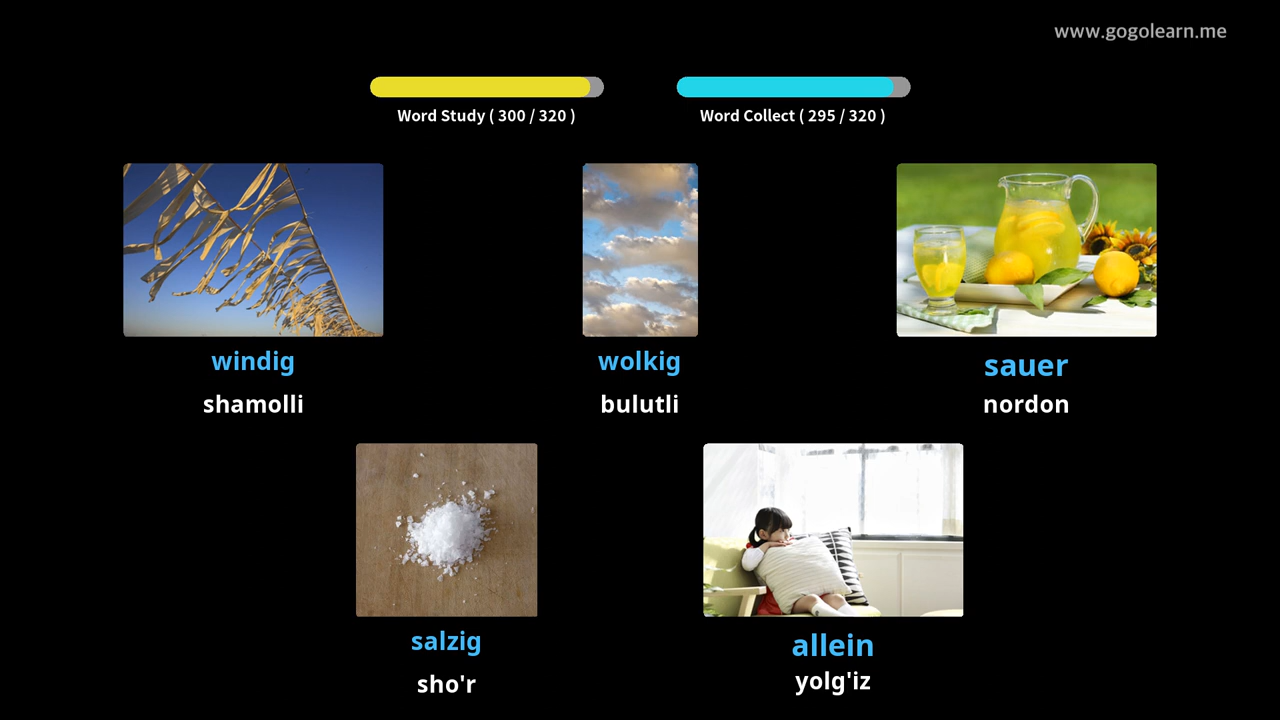 www.gogolearn.me
Word Study ( 300 / 320 )
Word Collect ( 295 / 320 )
windig
wolkig
sauer
shamolli
bulutli
nordon
salzig
allein
sho'r
yolg'iz